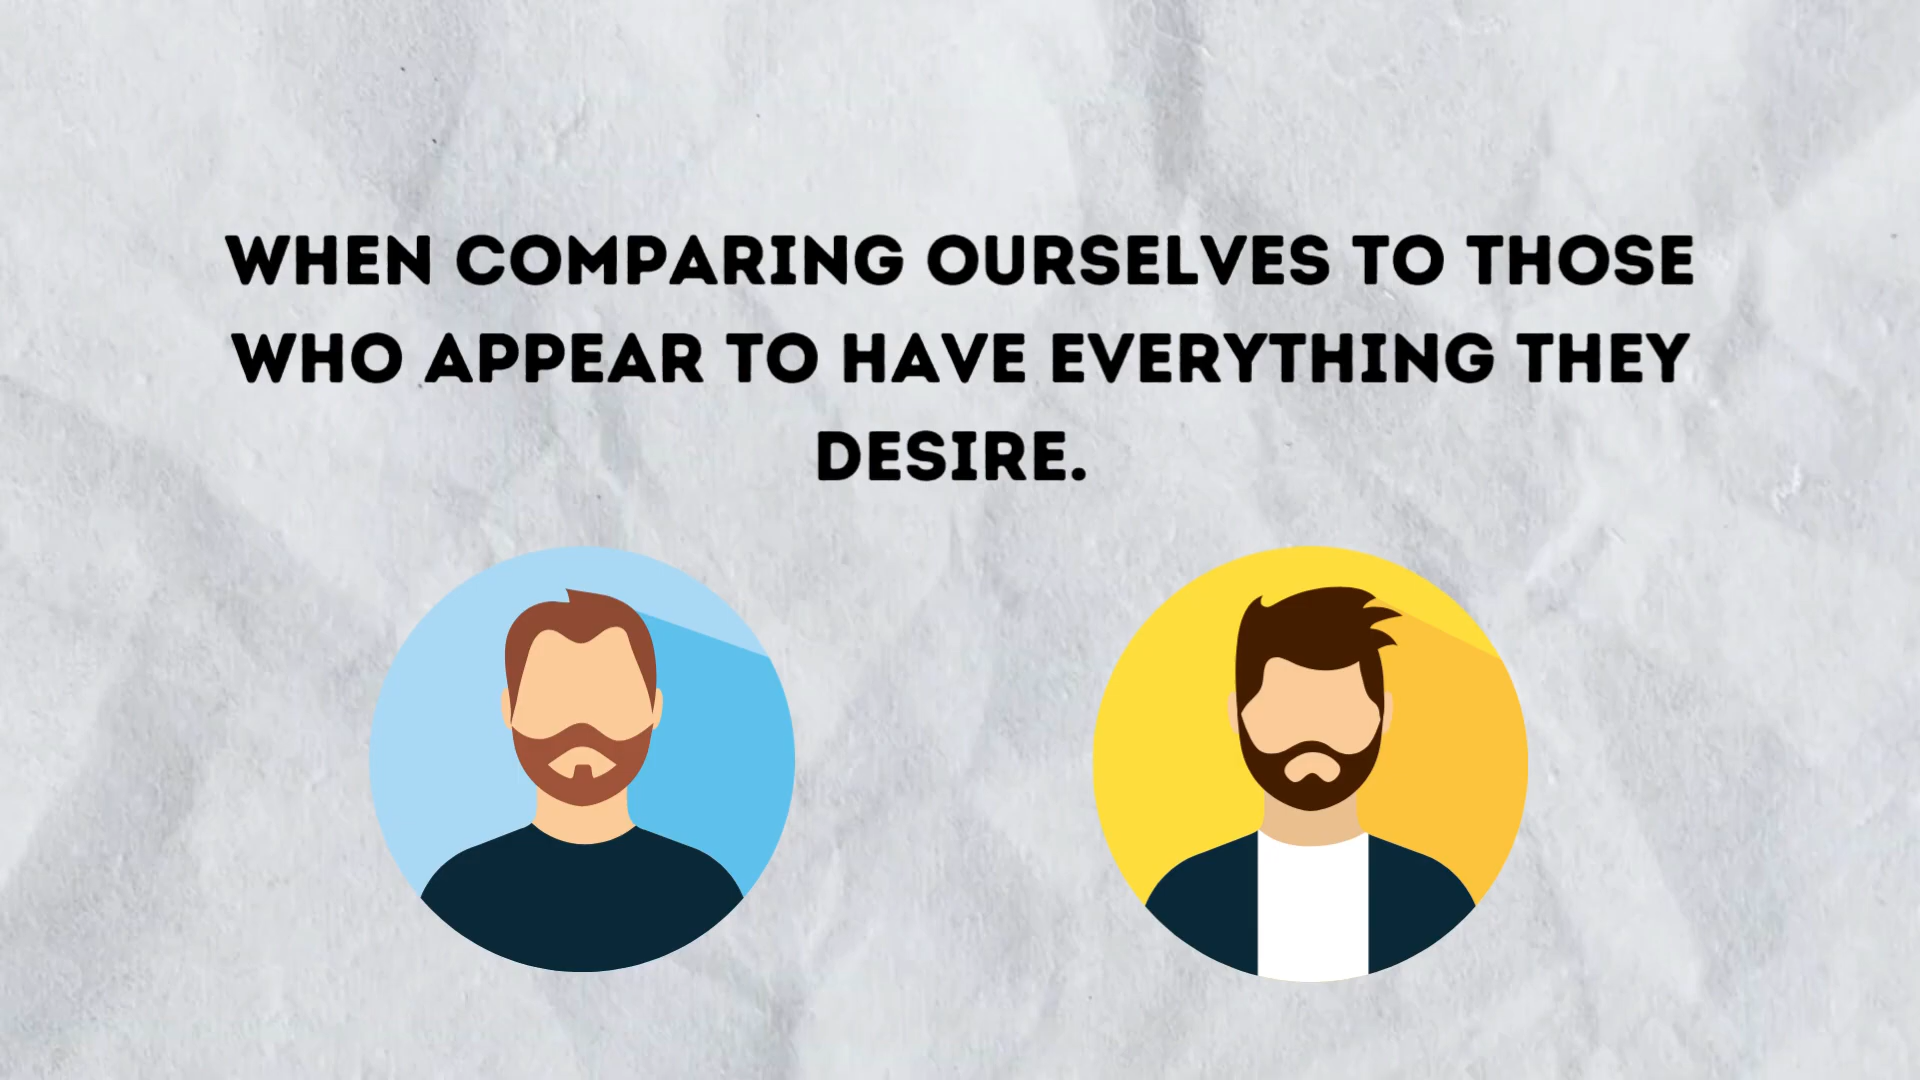 WHEN COMPARING OURSELVES TO THOSE
WHO APPEAR TO HAVE EVERYTHING THEY
DESIRE.